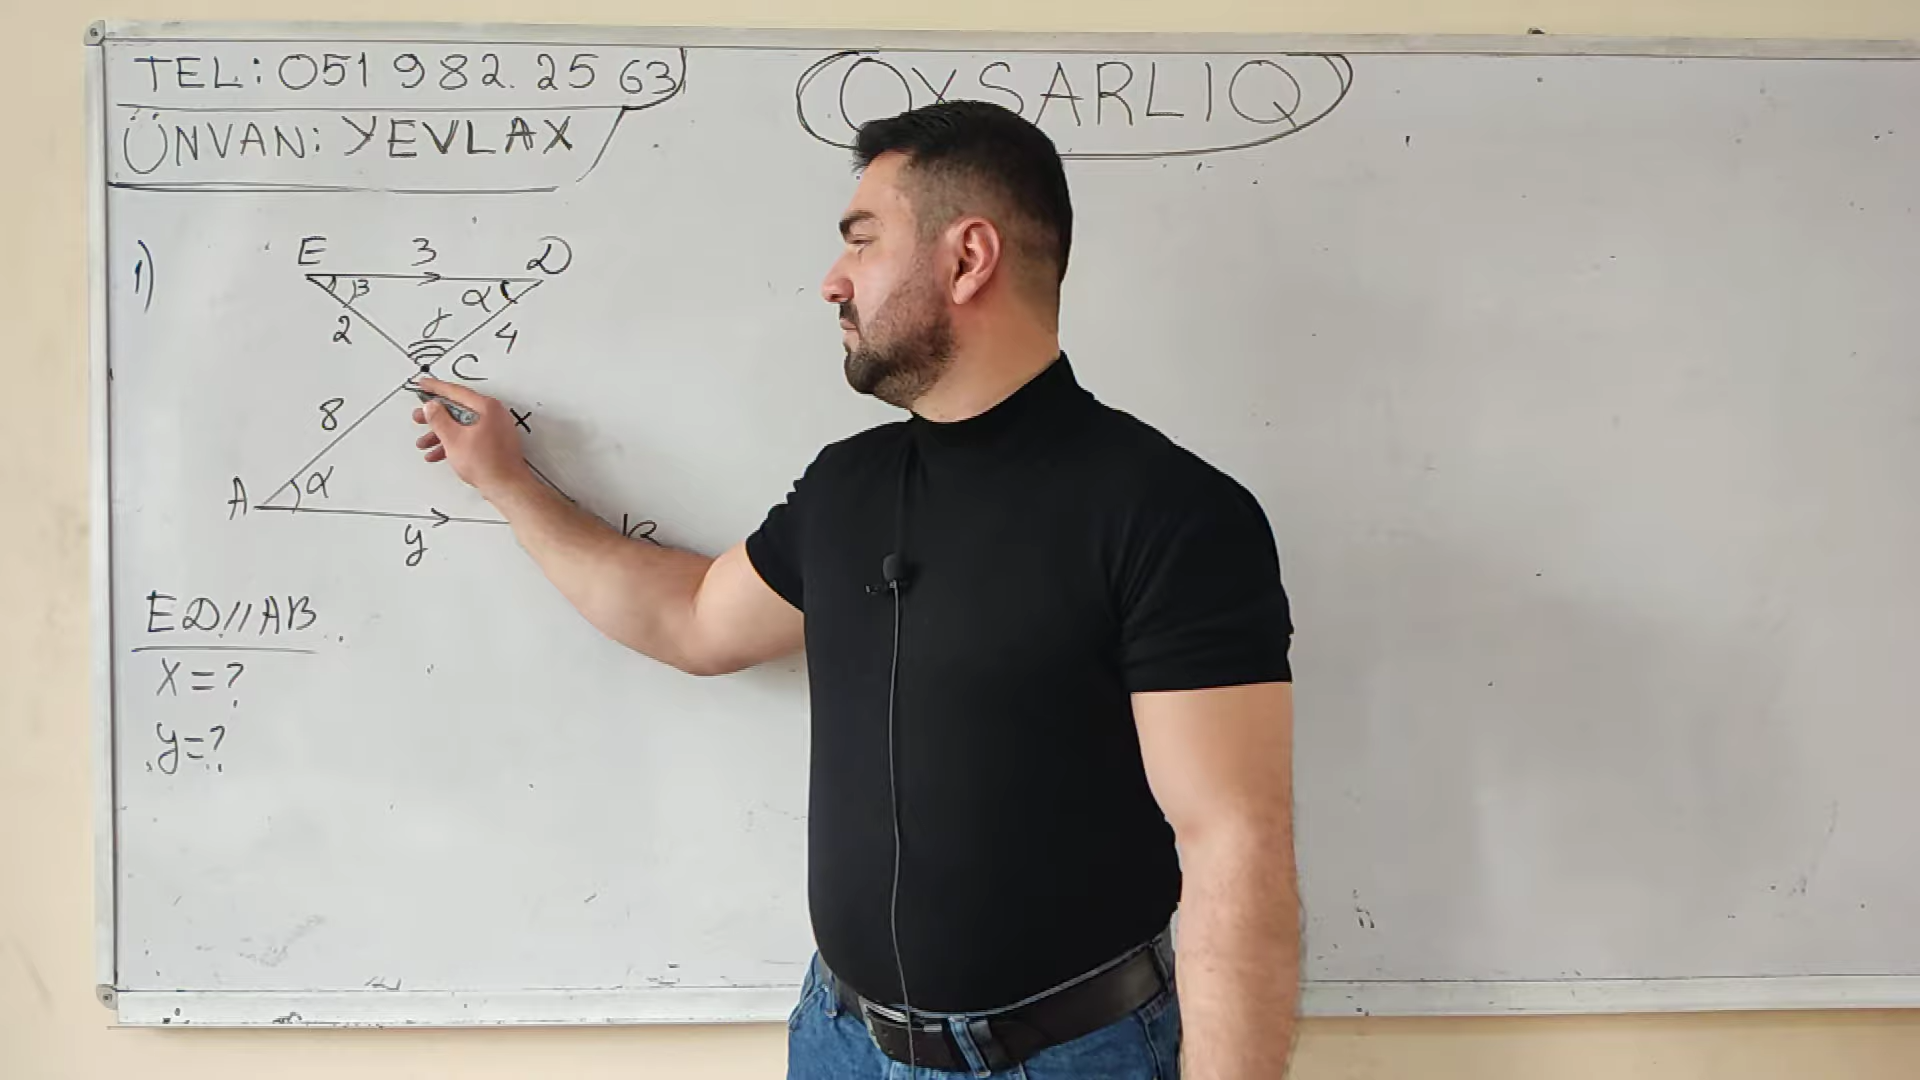 TEL: 051 982. 25 63
ÜNVAN: YEVLAX
OXŞARLIQ
1)
E 3 D
β α
2 γ 4
C
8 x
A α
y B
ED//AB
X=?
y=?